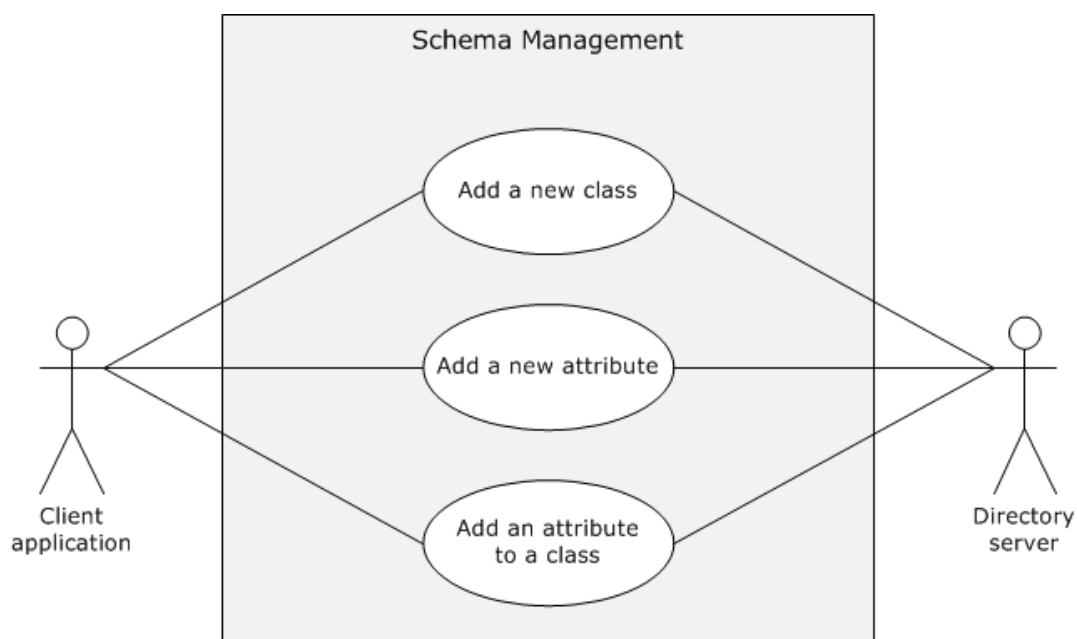 Schema Management
Add a new class
Add a new attribute
Add an attribute
to a class
Client
application
Directory
server